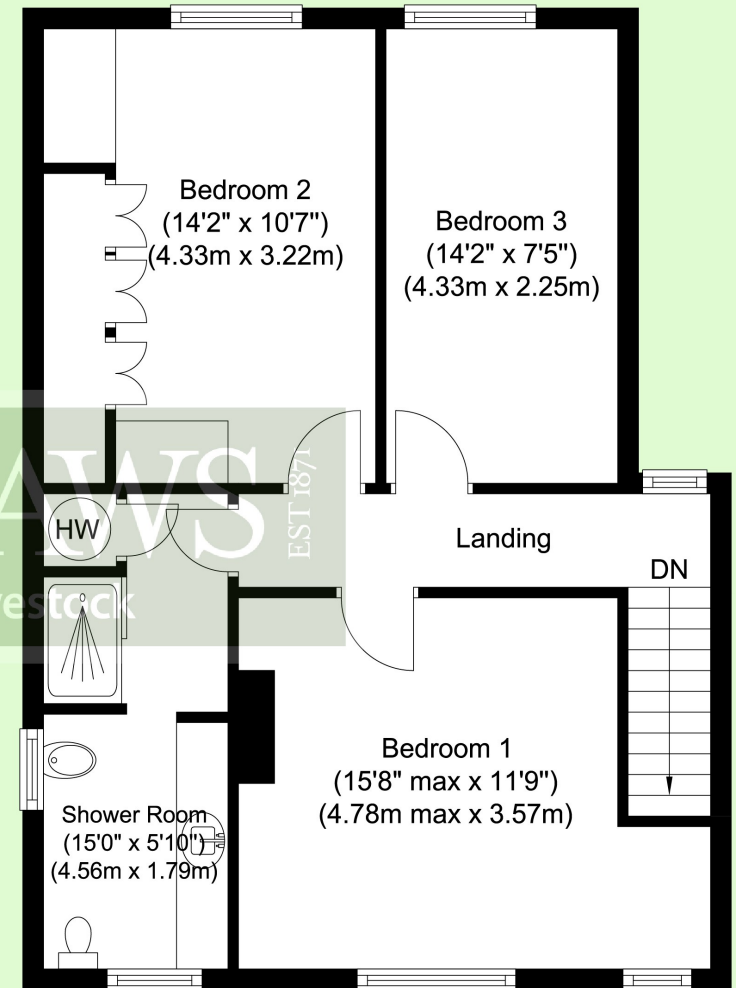 Bedroom 2
(14'2" x 10'7")
(4.33m x 3.22m)
Bedroom 3
(14'2" x 7'5")
(4.33m x 2.25m)
AWS
EST 1871
HW
Landing
DN
estock
Bedroom 1
(15'8" max x 11'9")
(4.78m max x 3.57m)
Shower Room
(15'0" x 5'10")
(4.56m x 1.79m)